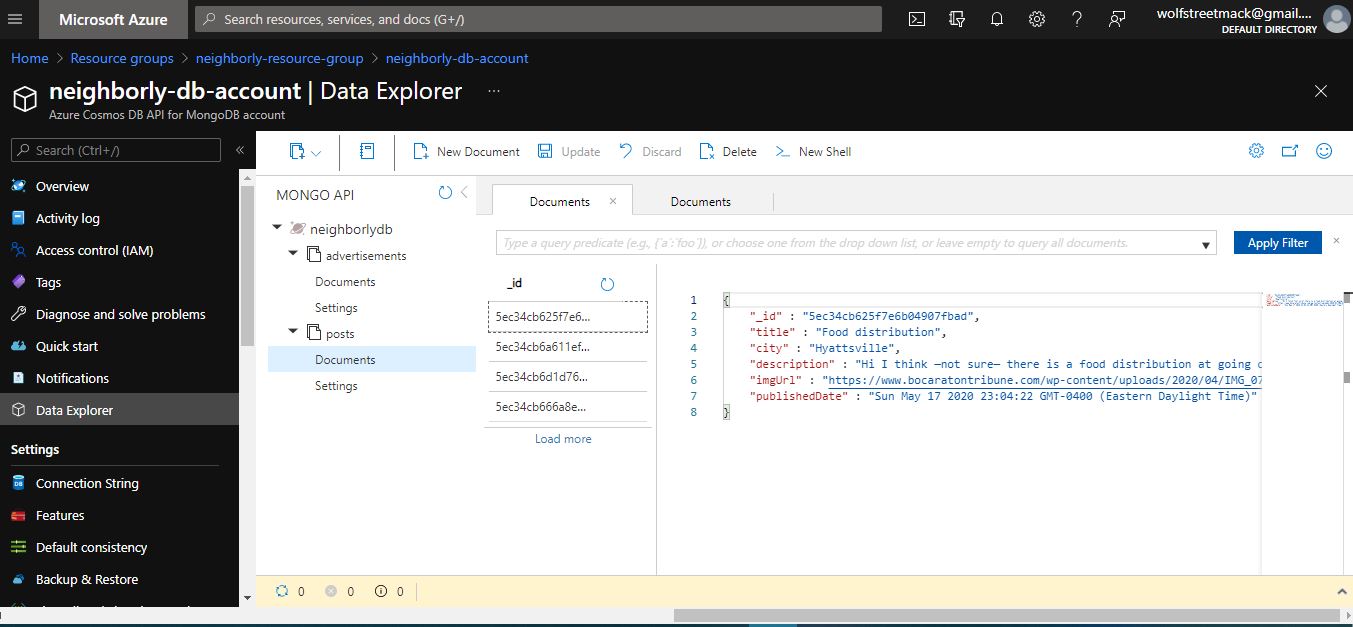 Microsoft Azure
Search resources, services, and docs (G+/)
wolfstreetmack@gmail....
DEFAULT DIRECTORY
Home > Resource groups > neighborly-resource-group > neighborly-db-account
neighborly-db-account | Data Explorer ...
Azure Cosmos DB API for MongoDB account
Search (Ctrl+/)
Overview
Activity log
Access control (IAM)
Tags
Diagnose and solve problems
Quick start
Notifications
Data Explorer
Settings
Connection String
Features
Default consistency
Backup & Restore
New Document
Update
Discard
Delete
New Shell
MONGO API
neighborlydb
advertisements
Documents
Settings
posts
Documents
Settings
Documents
Documents
Type a query predicate (e.g., {´a´:´foo´}), or choose one from the drop down list, or leave empty to query all documents.
Apply Filter
_id
5ec34cb625f7e6...
5ec34cb6a611ef...
5ec34cb6d1d76...
5ec34cb666a8e...
Load more
1 {
2 "_id" : "5ec34cb625f7e6b04907fbad",
3 "title" : "Food distribution",
4 "city" : "Hyattsville",
5 "description" : "Hi I think —not sure— there is a food distribution at going
6 "imgUrl" : "https://www.bocaratontribune.com/wp-content/uploads/2020/04/IMG_07
7 "publishedDate" : "Sun May 17 2020 23:04:22 GMT-0400 (Eastern Daylight Time)"
8 }
0 0 0